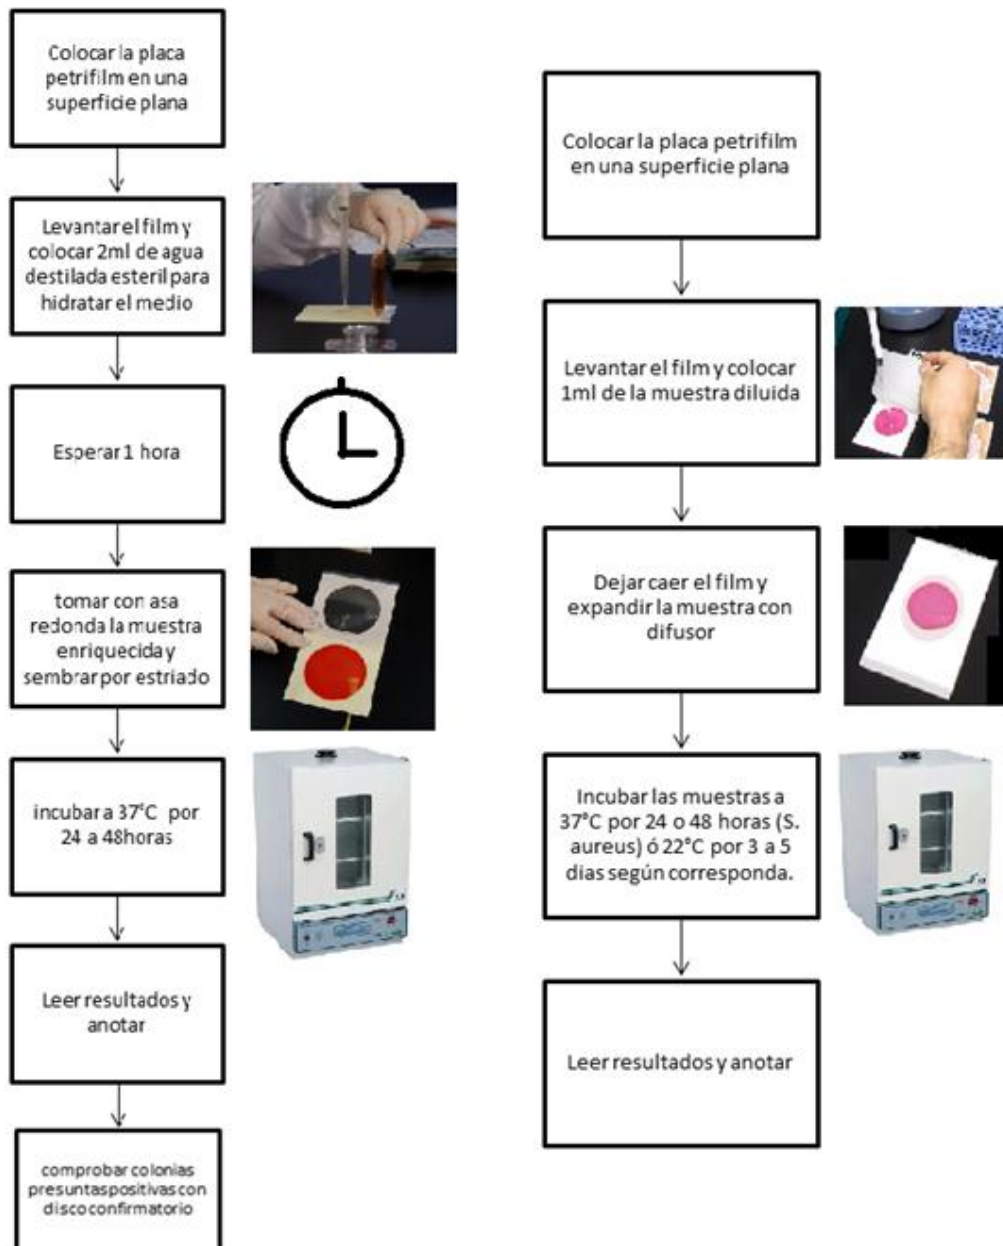 Colocar la placa
petrifilm en una
superficie plana
Levantar el film y
colocar 2ml de agua
destilada esteril para
hidratar el medio
Esperar 1 hora
tomar con asa
redonda la muestra
enriquecida y
sembrar por estriado
incubar a 37°C por
24 a 48horas
Leer resultados y
anotar
comprobar colonias
presuntas positivas con
disco confirmatorio
Colocar la placa petrifilm
en una superficie plana
Levantar el film y colocar
1ml de la muestra diluida
Dejar caer el film y
expandir la muestra con
difusor
Incubar las muestras a
37°C por 24 o 48 horas (S.
aureus) ó 22°C por 3 a 5
dias según corresponda.
Leer resultados y anotar